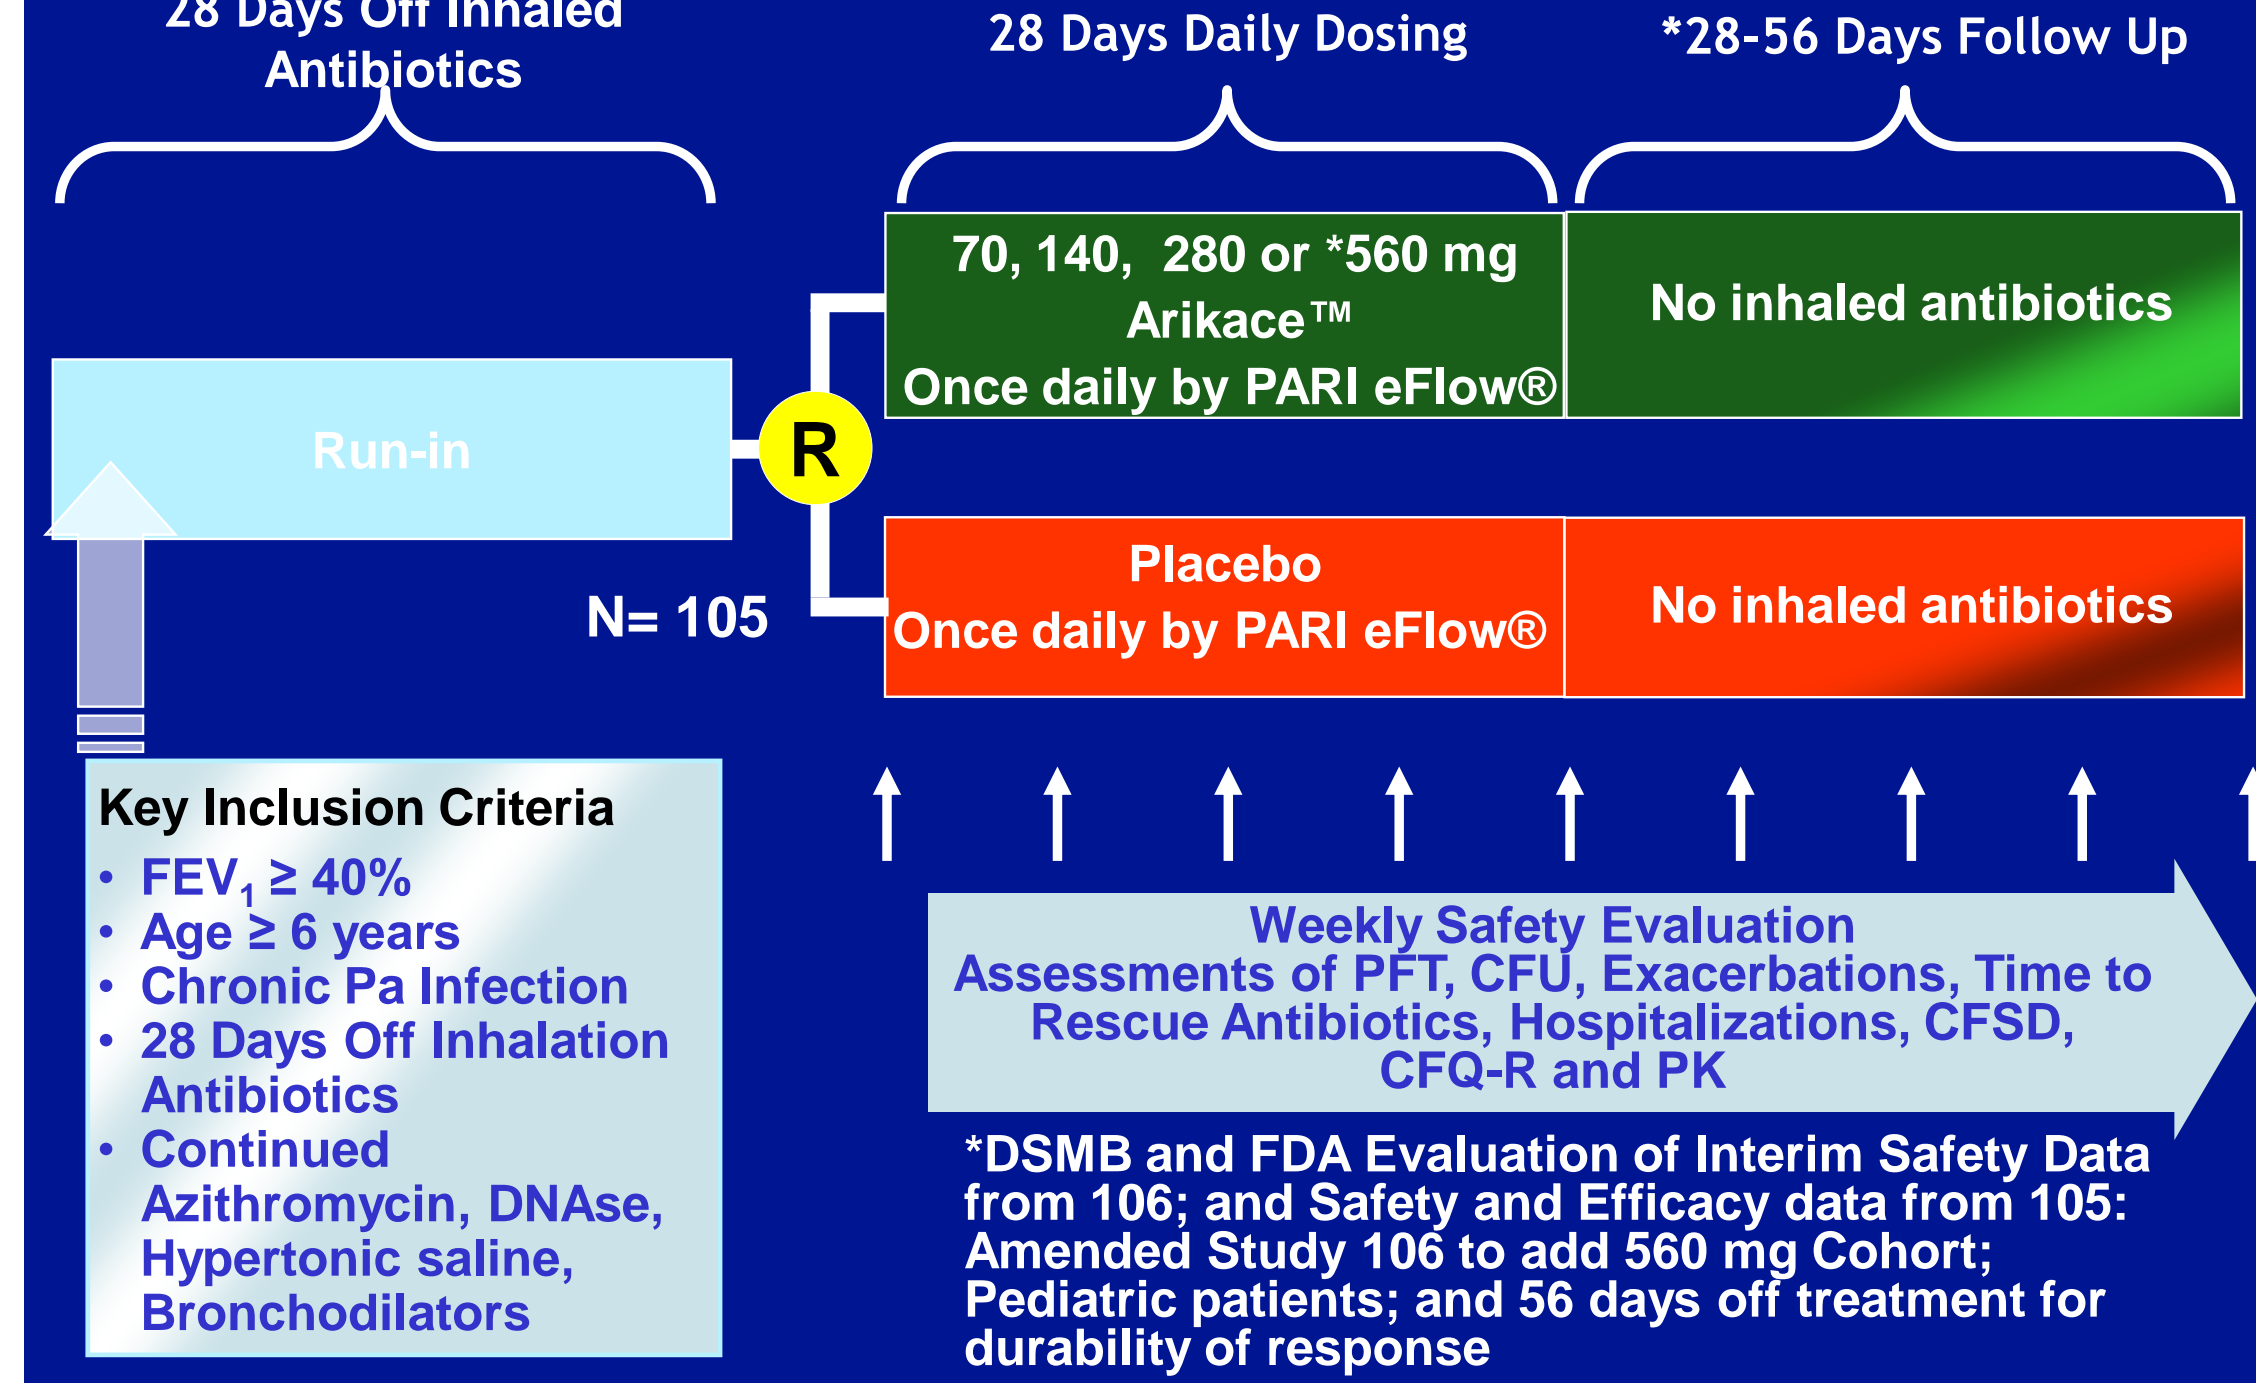 28 Days Off Inhaled
Antibiotics
28 Days Daily Dosing
*28-56 Days Follow Up
70, 140,  280 or *560 mg
Arikace™
Once daily by PARI eFlow®
No inhaled antibiotics
Run-in
R
Placebo
Once daily by PARI eFlow®
No inhaled antibiotics
N= 105
Key Inclusion Criteria
• FEV₁ ≥ 40%
• Age ≥ 6 years
• Chronic Pa Infection
• 28 Days Off Inhalation
Antibiotics
• Continued
Azithromycin, DNAse,
Hypertonic saline,
Bronchodilators
Weekly Safety Evaluation
Assessments of PFT, CFU, Exacerbations, Time to
Rescue Antibiotics, Hospitalizations, CFSD,
CFQ-R and PK
*DSMB and FDA Evaluation of Interim Safety Data
from 106; and Safety and Efficacy data from 105:
Amended Study 106 to add 560 mg Cohort;
Pediatric patients; and 56 days off treatment for
durability of response